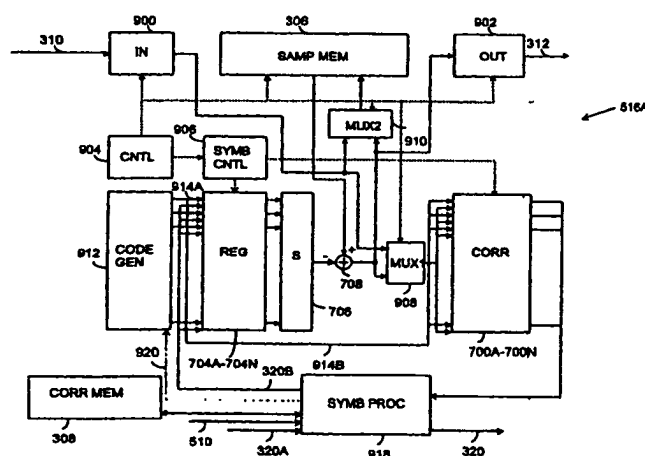 900
306
902
310
IN
SAMP MEM
OUT
312
516A
906
MUX2
910
904
CNTL
SYMB
CNTL
914A
912
CODE
GEN
REG
S
-
+
+
708
MUX
908
CORR
706
920
704A-704N
914B
700A-700N
320B
CORR MEM
SYMB PROC
308
510
320A
918
320